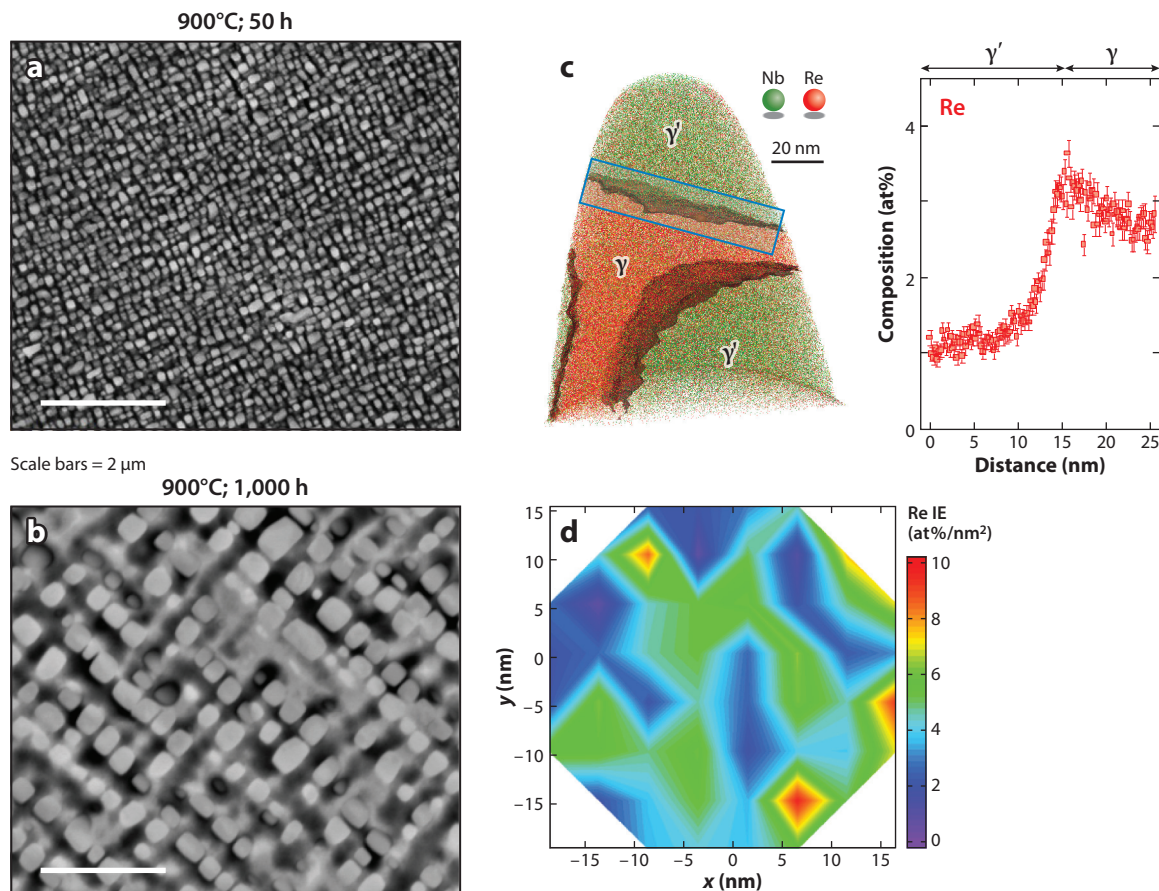 900°C; 50 h
a
Scale bars = 2 μm
900°C; 1,000 h
b
c
Nb
Re
20 nm
γ′
γ
γ′
γ′
γ
Re
Composition (at%)
4
2
0
0
5
10
15
20
25
Distance (nm)
d
15
10
5
0
−5
−10
−15
y (nm)
−15
−10
−5
0
5
10
15
x (nm)
Re IE
(at%/nm²)
10
8
6
4
2
0